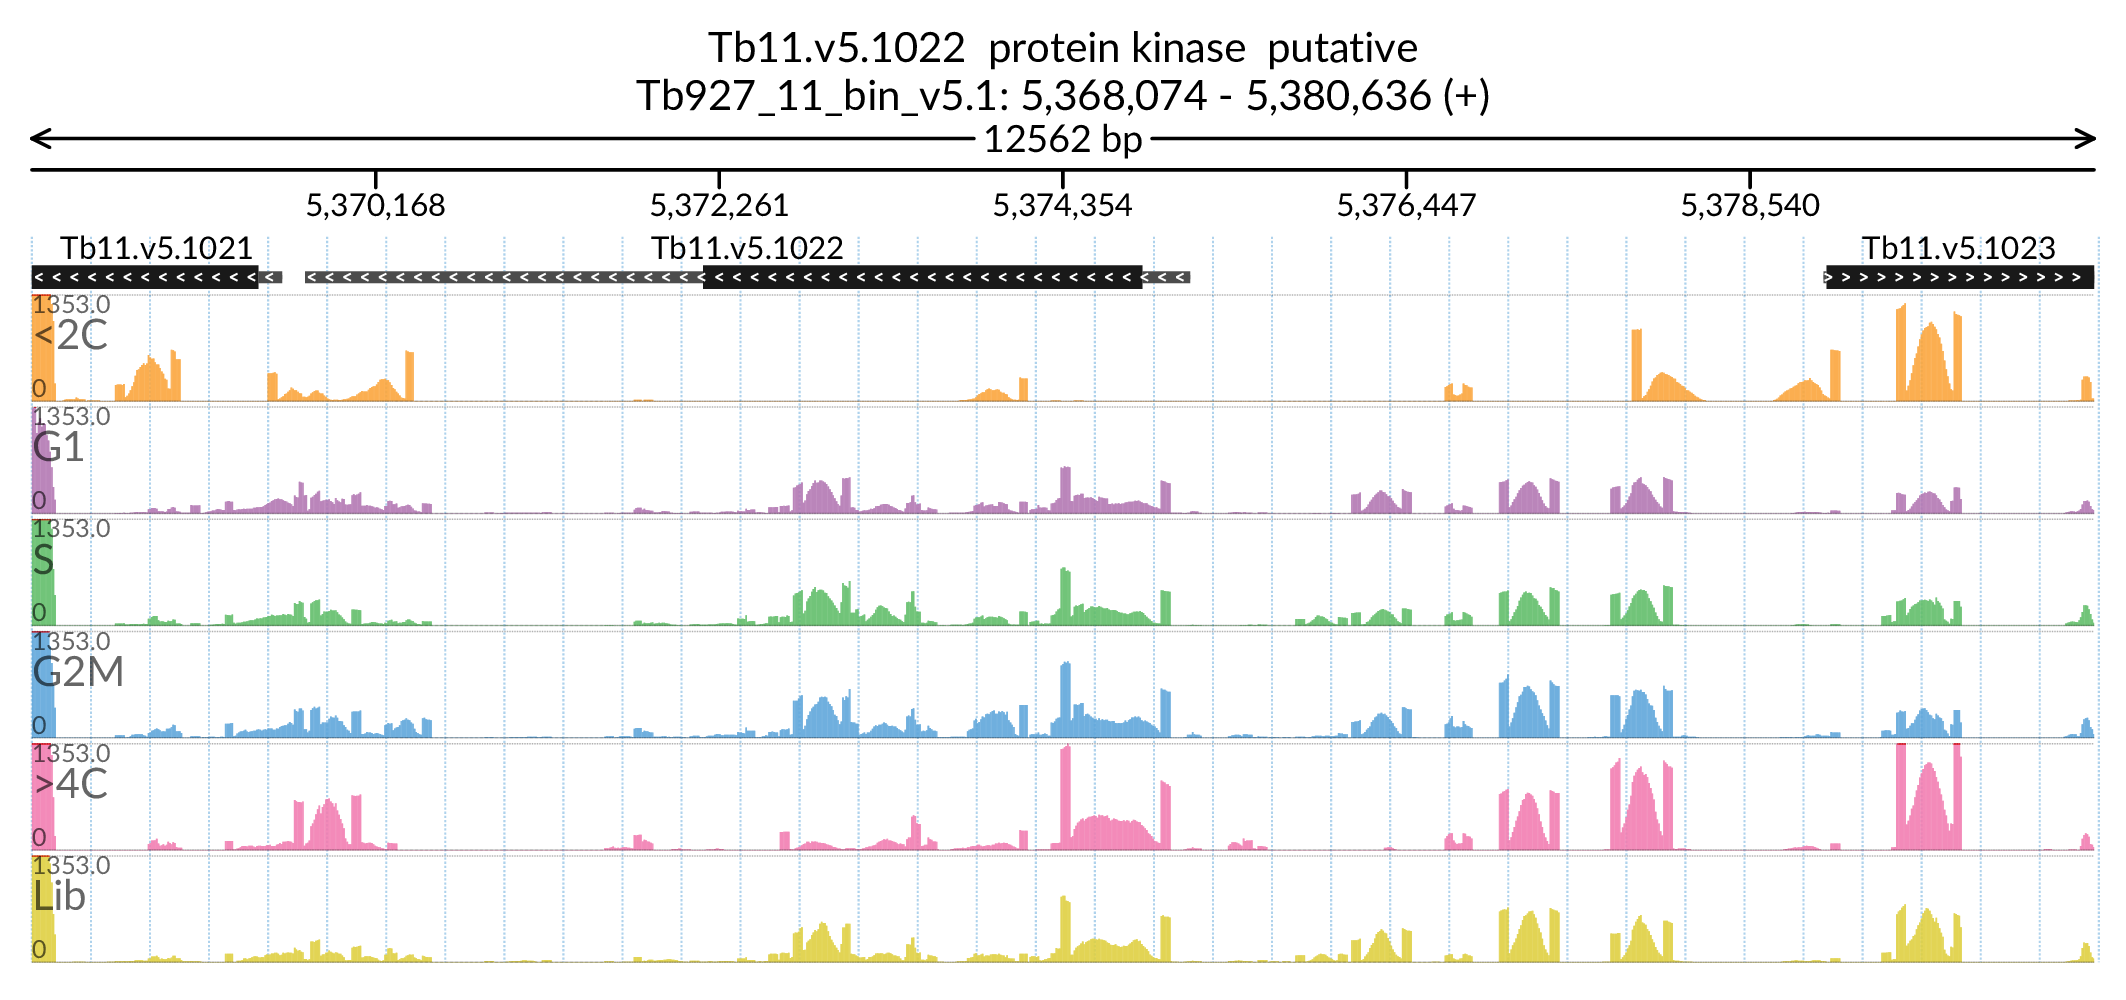 Tb11.v5.1022 protein kinase putative
Tb927_11_bin_v5.1: 5,368,074 - 5,380,636 (+)
12562 bp
5,370,168 5,372,261 5,374,354 5,376,447 5,378,540
Tb11.v5.1021 Tb11.v5.1022 Tb11.v5.1023
1353.0
<2C
0
1353.0
G1
0
1353.0
S
0
1353.0
G2M
0
1353.0
>4C
0
1353.0
Lib
0